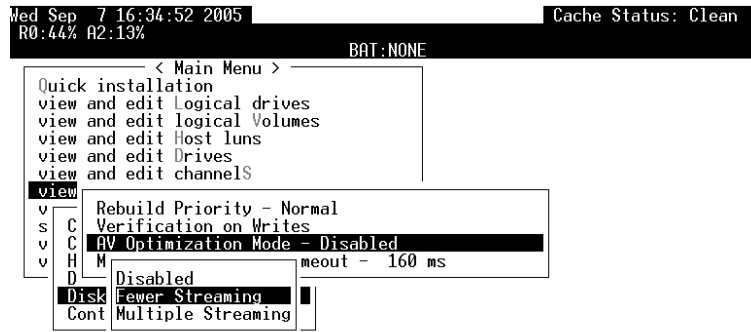 Wed Sep  7 16:34:52 2005 Cache Status: Clean
R0:44% A2:13%
BAT:NONE
< Main Menu >
Quick installation
view and edit Logical drives
view and edit logical Volumes
view and edit Host luns
view and edit Drives
view and edit channelS
view
v Rebuild Priority – Normal
s C Verification on Writes
v C AV Optimization Mode – Disabled
v H M meout –  160 ms
D Disabled
Disk Fewer Streaming
Cont Multiple Streaming